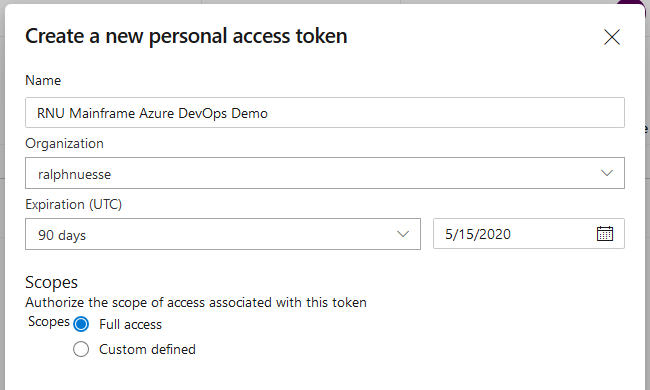 Create a new personal access token
Name
RNU Mainframe Azure DevOps Demo
Organization
ralphnuesse
Expiration (UTC)
90 days
5/15/2020
Scopes
Authorize the scope of access associated with this token
Scopes
Full access
Custom defined